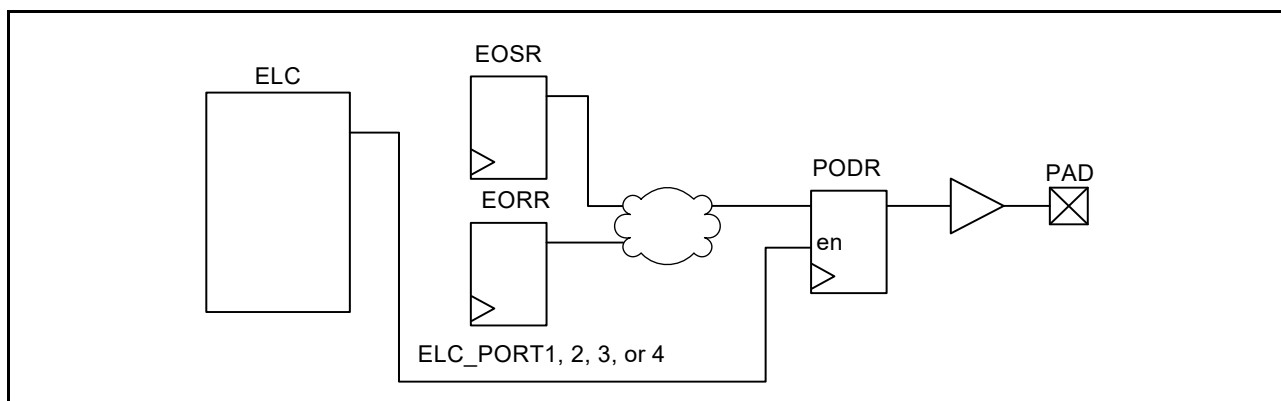 EOSR
ELC
PODR
PAD
EORR
en
ELC_PORT1, 2, 3, or 4